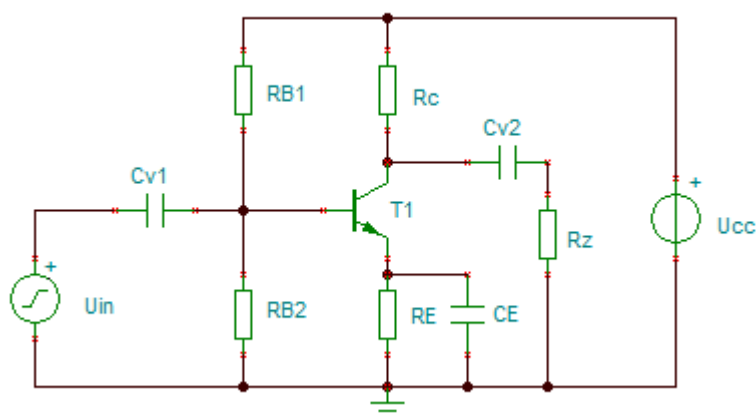 RB1
Rc
Cv1
Cv2
T1
+
Ucc
Rz
+
Uin
RB2
RE
CE